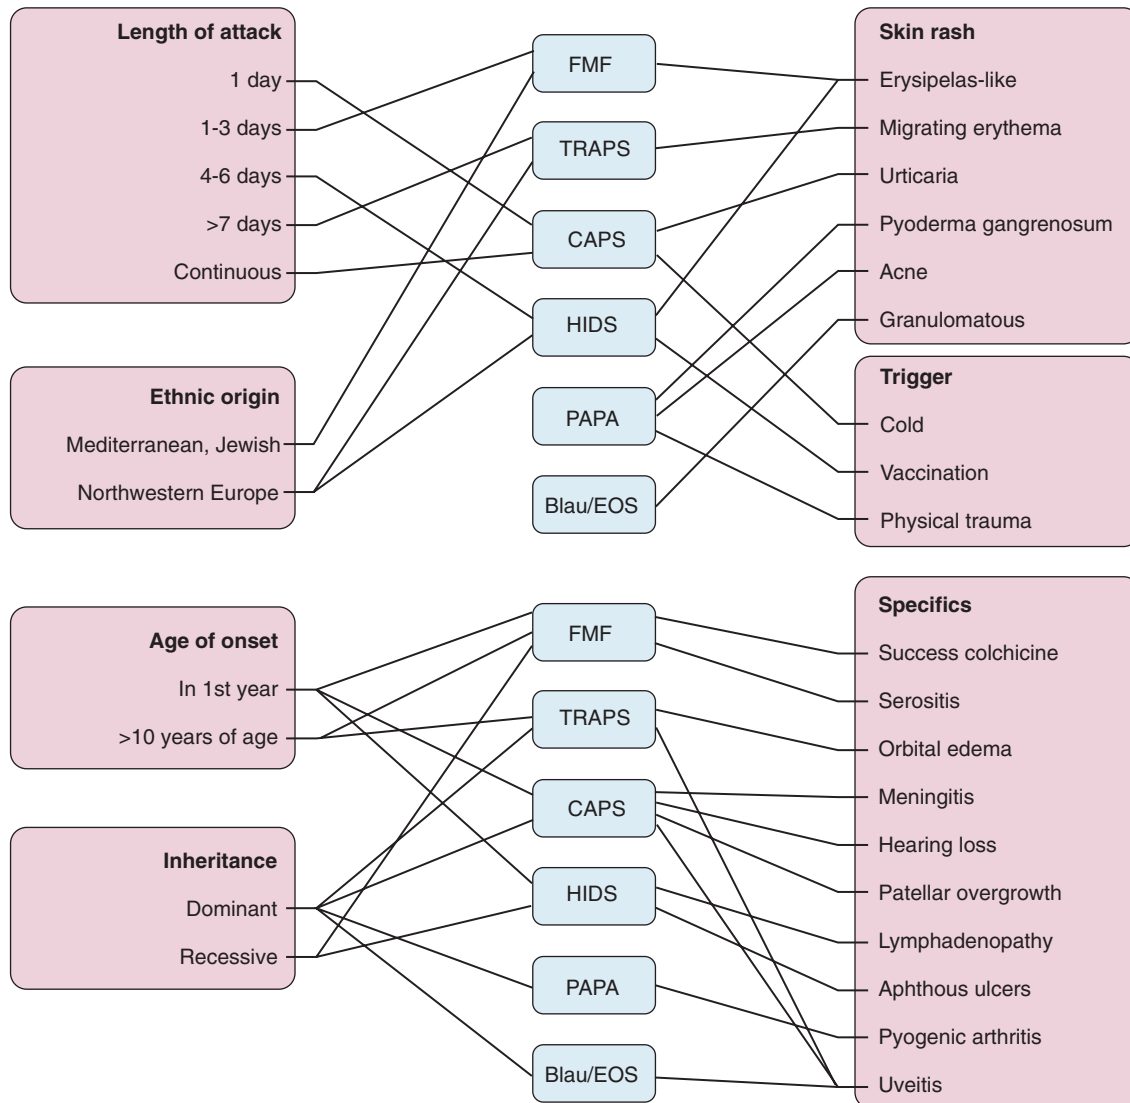 Length of attack
1 day
1-3 days
4-6 days
>7 days
Continuous
Ethnic origin
Mediterranean, Jewish
Northwestern Europe
FMF
TRAPS
CAPS
HIDS
PAPA
Blau/EOS
Skin rash
Erysipelas-like
Migrating erythema
Urticaria
Pyoderma gangrenosum
Acne
Granulomatous
Trigger
Cold
Vaccination
Physical trauma
Age of onset
In 1st year
>10 years of age
Inheritance
Dominant
Recessive
FMF
TRAPS
CAPS
HIDS
PAPA
Blau/EOS
Specifics
Success colchicine
Serositis
Orbital edema
Meningitis
Hearing loss
Patellar overgrowth
Lymphadenopathy
Aphthous ulcers
Pyogenic arthritis
Uveitis